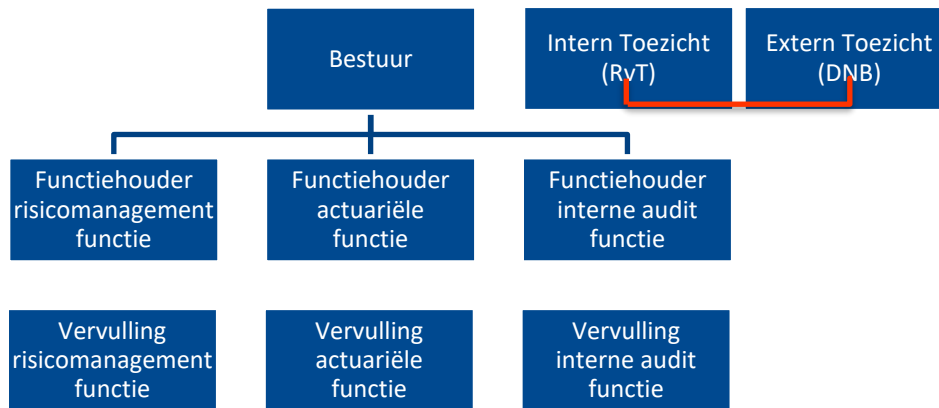 Bestuur
Intern Toezicht
(RvT)
Extern Toezicht
(DNB)
Functiehouder
risicomanagement
functie
Functiehouder
actuariële
functie
Functiehouder
interne audit
functie
Vervulling
risicomanagement
functie
Vervulling
actuariële
functie
Vervulling
interne audit
functie